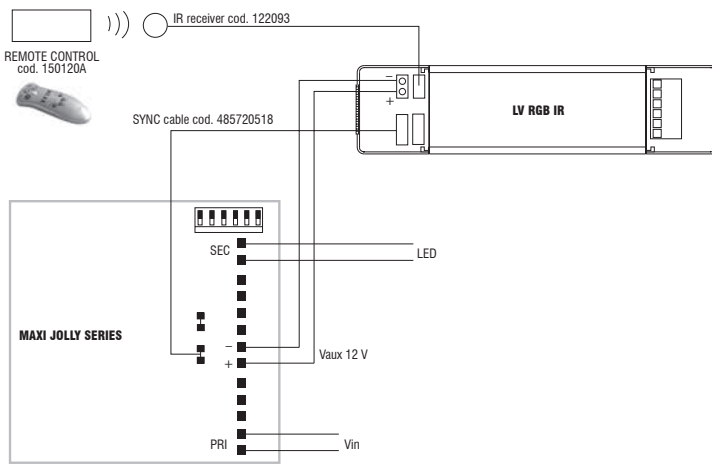 IR receiver cod. 122093
REMOTE CONTROL
cod. 150120A
−
+
LV RGB IR
SYNC cable cod. 485720518
SEC
LED
MAXI JOLLY SERIES
−
+
Vaux 12 V
PRI
Vin